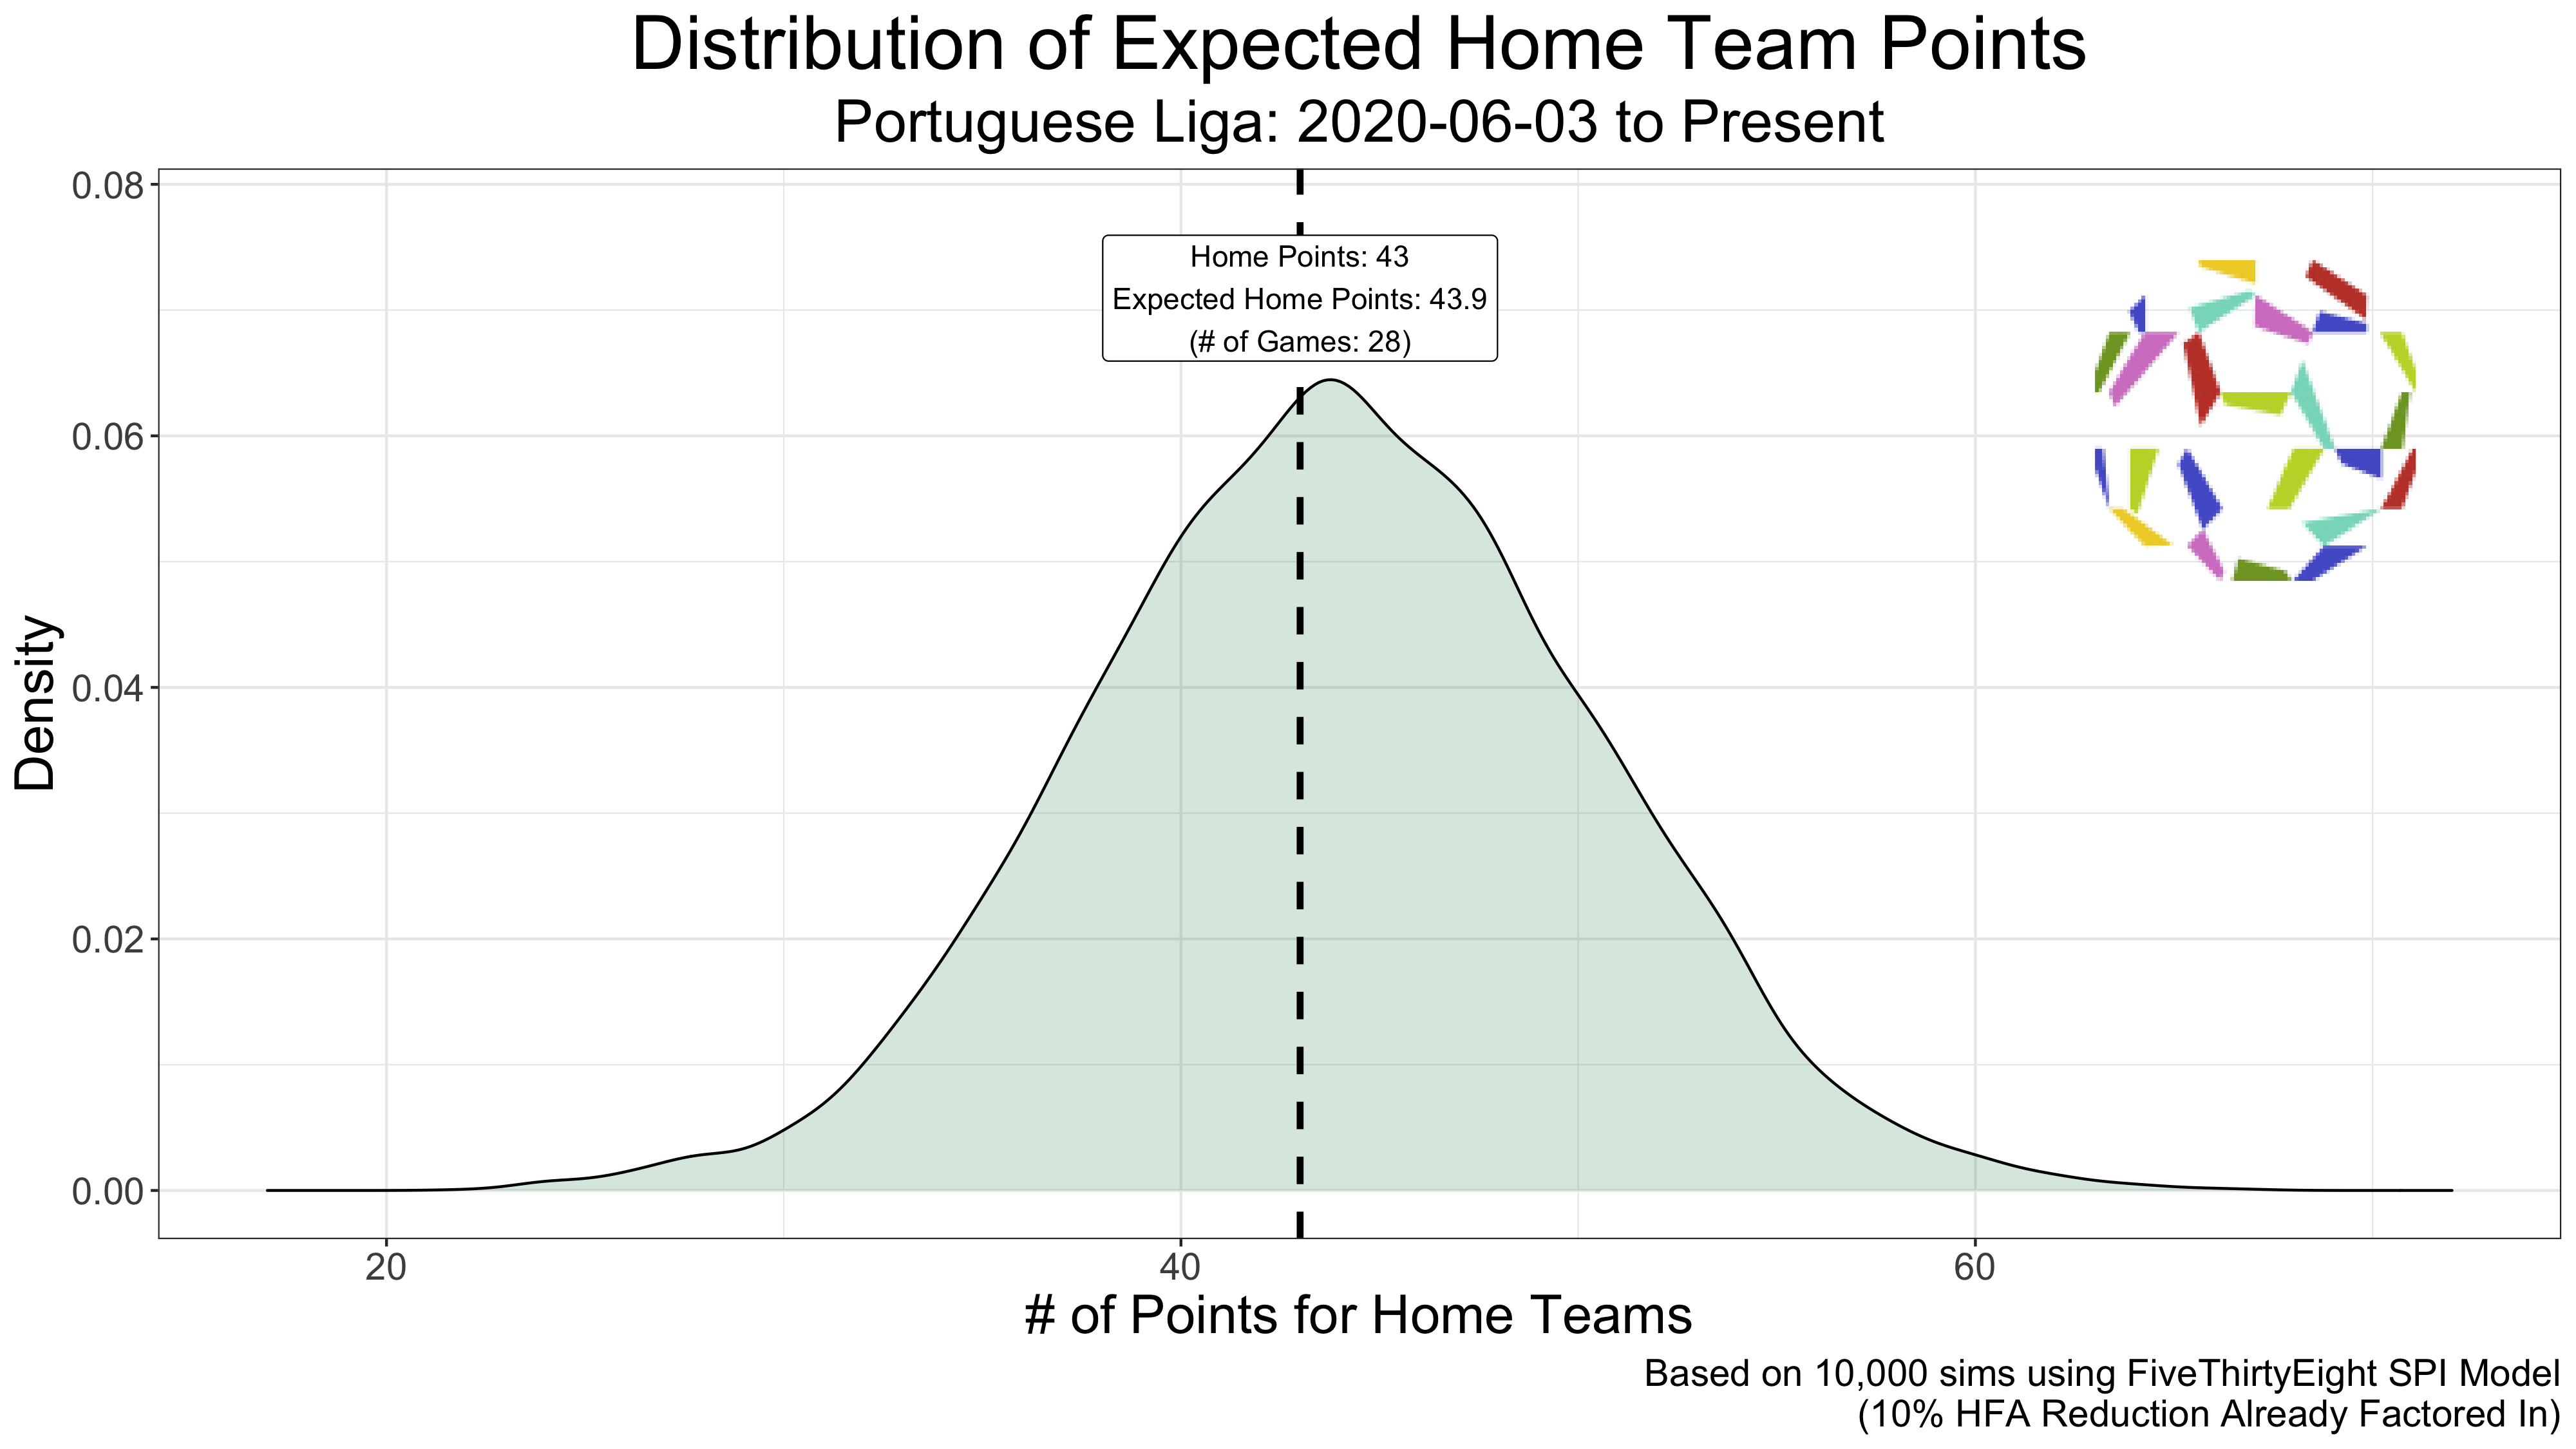 Distribution of Expected Home Team Points
Portuguese Liga: 2020-06-03 to Present
0.08
0.06
0.04
0.02
0.00
Density
Home Points: 43
Expected Home Points: 43.9
(# of Games: 28)
20
40
60
# of Points for Home Teams
Based on 10,000 sims using FiveThirtyEight SPI Model
(10% HFA Reduction Already Factored In)